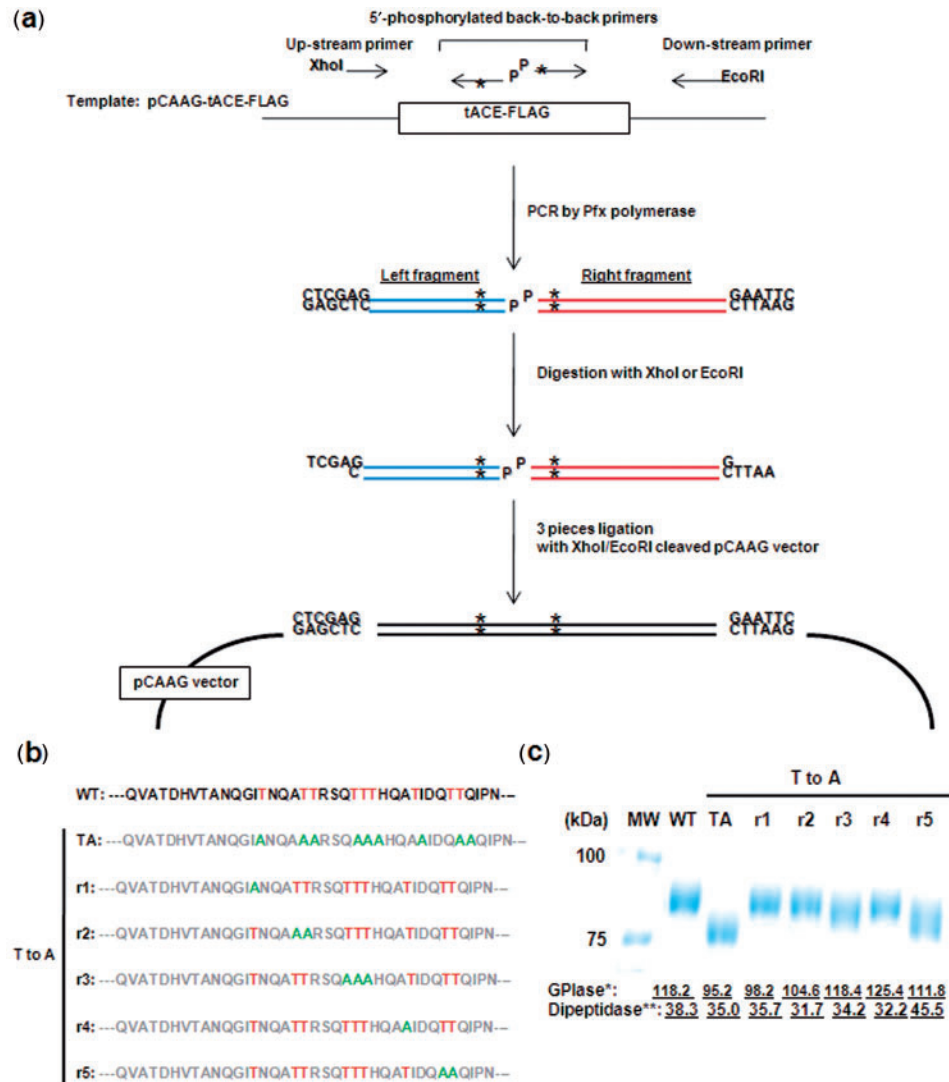 (a)
5′-phosphorylated back-to-back primers
Up-stream primer
Down-stream primer
XhoI
P
P
*
*
EcoRI
Template: pCAAG-tACE-FLAG
tACE-FLAG
PCR by Pfx polymerase
Left fragment
Right fragment
CTCGAG * P * GAATTC
GAGCTC * P * CTTAAG
Digestion with XhoI or EcoRI
TCGAG * P * G
C * P * CTTAA
3 pieces ligation
with XhoI/EcoRI cleaved pCAAG vector
CTCGAG * * GAATTC
GAGCTC * * CTTAAG
pCAAG vector
(b)
WT: ---QVATDHVTANQGITNQATTRSQTTTHQATIDQTTQIPN---
TA: ---QVATDHVTANQGIANQAAARSQAAAHQAAIDQAAQIPN---
r1: ---QVATDHVTANQGIANQATTRSQTTTHQATIDQTTQIPN---
r2: ---QVATDHVTANQGITNQAAARSQTTTHQATIDQTTQIPN---
T to A
r3: ---QVATDHVTANQGITNQATTRSQAAAHQATIDQTTQIPN---
r4: ---QVATDHVTANQGITNQATTRSQTTTHQAAIDQTTQIPN---
r5: ---QVATDHVTANQGITNQATTRSQTTTHQATIDQAAQIPN---
(c)
T to A
(kDa) MW WT TA r1 r2 r3 r4 r5
100
75
GPIase*: 118.2 95.2 98.2 104.6 118.4 125.4 111.8
Dipeptidase**: 38.3 35.0 35.7 31.7 34.2 32.2 45.5